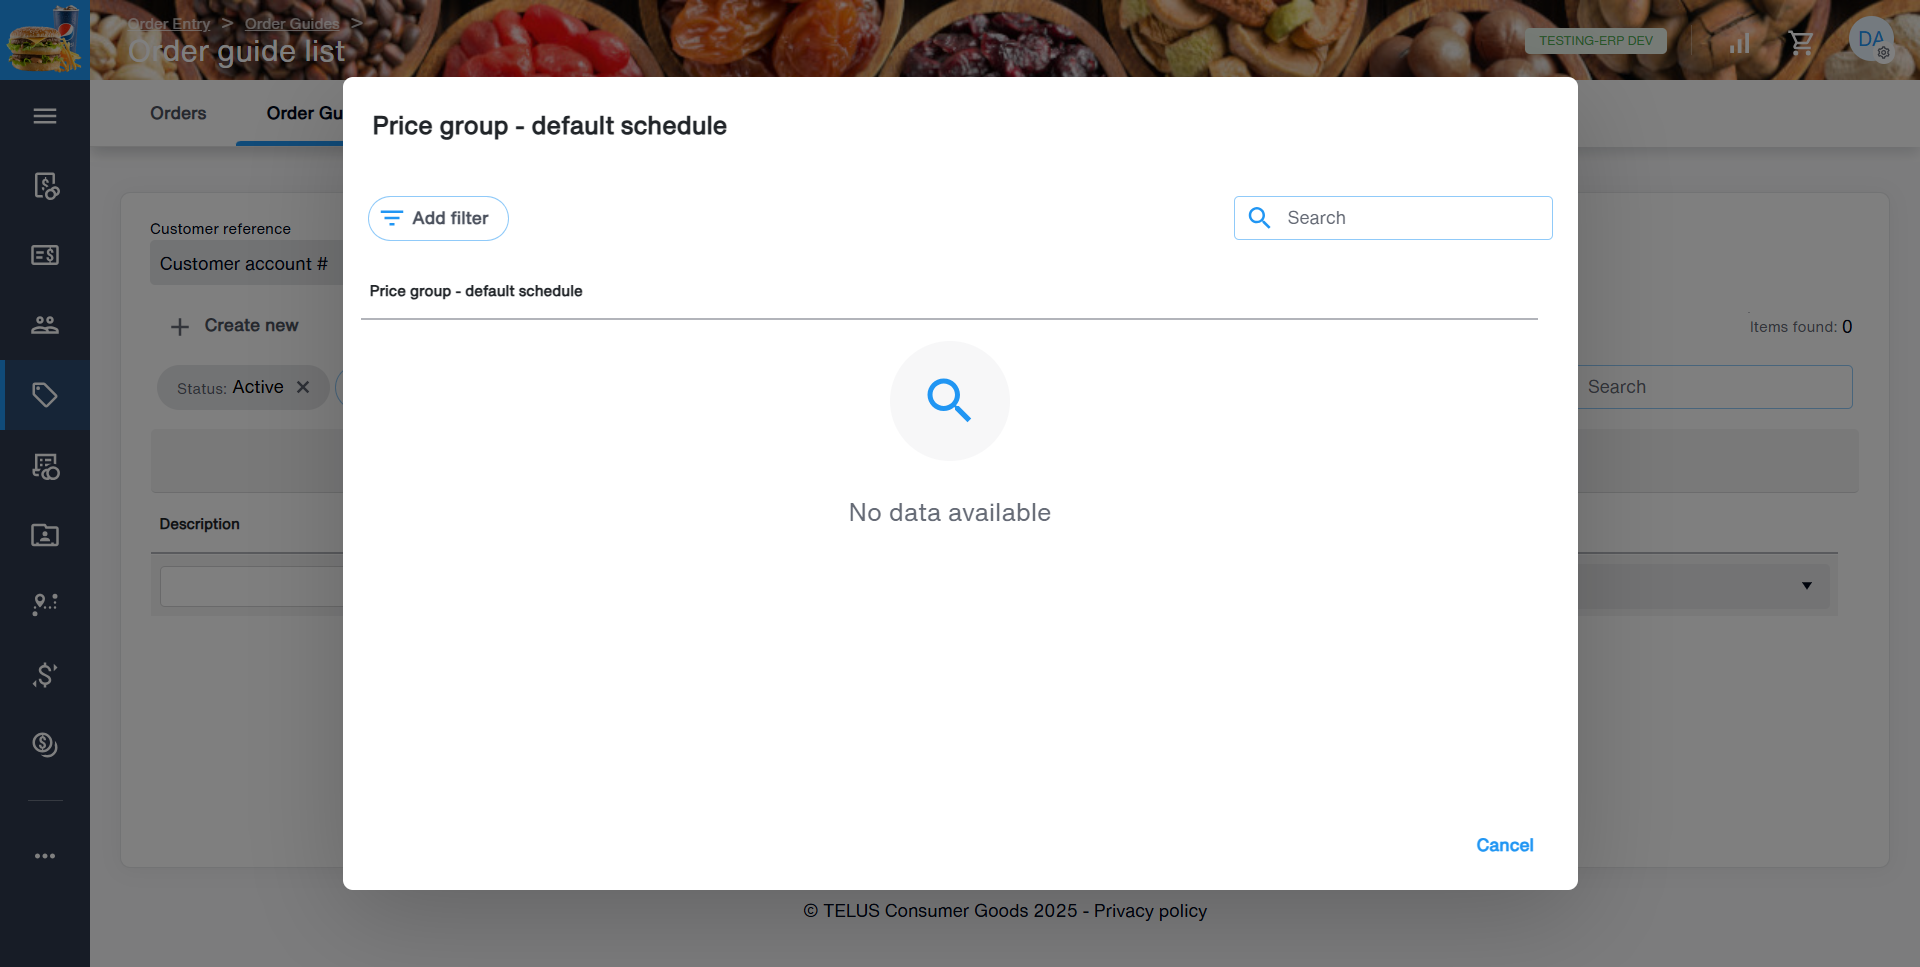 Order Entry > Order Guides >
Order guide list
TESTING-ERP DEV
DA
Orders
Order Gu
Price group - default schedule
Add filter
Search
Customer reference
Customer account #
Price group - default schedule
Create new
Items found: 0
Status: Active
Search
No data available
Description
Cancel
© TELUS Consumer Goods 2025 - Privacy policy